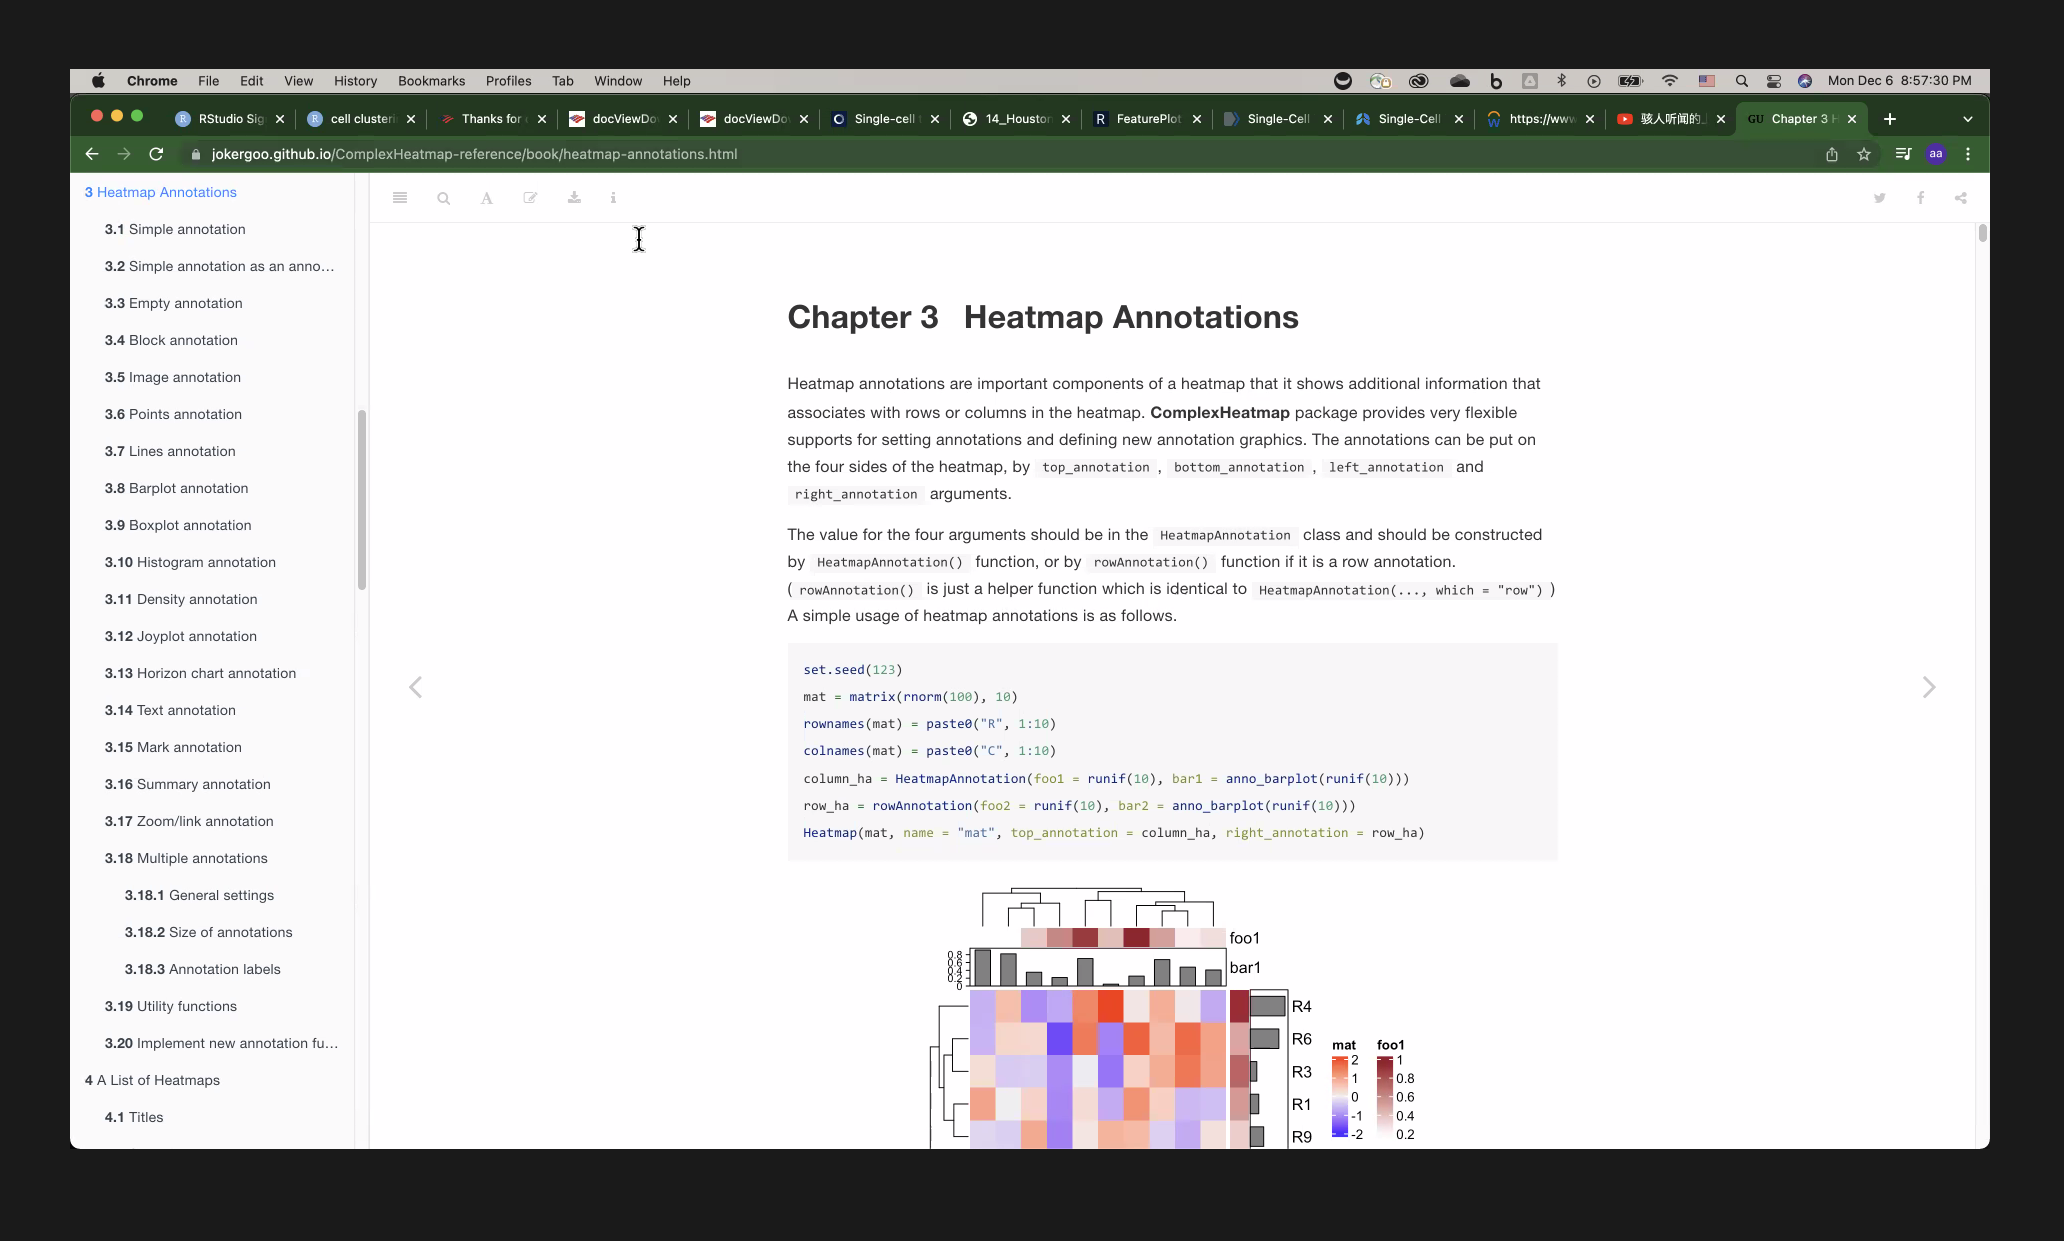 Chrome File Edit View History Bookmarks Profiles Tab Window Help Mon Dec 6 8:57:30 PM
RStudio Sig cell clusteri Thanks for docViewDo docViewDo Single-cell 14_Houston FeaturePlot Single-Cell Single-Cell https://www 骇人听闻的 GU Chapter 3 H
jokergoo.github.io/ComplexHeatmap-reference/book/heatmap-annotations.html aa
3 Heatmap Annotations
3.1 Simple annotation
3.2 Simple annotation as an anno…
3.3 Empty annotation
3.4 Block annotation
3.5 Image annotation
3.6 Points annotation
3.7 Lines annotation
3.8 Barplot annotation
3.9 Boxplot annotation
3.10 Histogram annotation
3.11 Density annotation
3.12 Joyplot annotation
3.13 Horizon chart annotation
3.14 Text annotation
3.15 Mark annotation
3.16 Summary annotation
3.17 Zoom/link annotation
3.18 Multiple annotations
3.18.1 General settings
3.18.2 Size of annotations
3.18.3 Annotation labels
3.19 Utility functions
3.20 Implement new annotation fu…
4 A List of Heatmaps
4.1 Titles
Chapter 3 Heatmap Annotations
Heatmap annotations are important components of a heatmap that it shows additional information that
associates with rows or columns in the heatmap. ComplexHeatmap package provides very flexible
supports for setting annotations and defining new annotation graphics. The annotations can be put on
the four sides of the heatmap, by top_annotation , bottom_annotation , left_annotation and
right_annotation arguments.
The value for the four arguments should be in the HeatmapAnnotation class and should be constructed
by HeatmapAnnotation() function, or by rowAnnotation() function if it is a row annotation.
( rowAnnotation() is just a helper function which is identical to HeatmapAnnotation(..., which = "row") )
A simple usage of heatmap annotations is as follows.
set.seed(123)
mat = matrix(rnorm(100), 10)
rownames(mat) = paste0("R", 1:10)
colnames(mat) = paste0("C", 1:10)
column_ha = HeatmapAnnotation(foo1 = runif(10), bar1 = anno_barplot(runif(10)))
row_ha = rowAnnotation(foo2 = runif(10), bar2 = anno_barplot(runif(10)))
Heatmap(mat, name = "mat", top_annotation = column_ha, right_annotation = row_ha)
foo1
0.8
0.6
0.4
0.2
0
bar1
R4
R6
R3
R1
R9
mat foo1
2 1
1 0.8
0 0.6
-1 0.4
-2 0.2